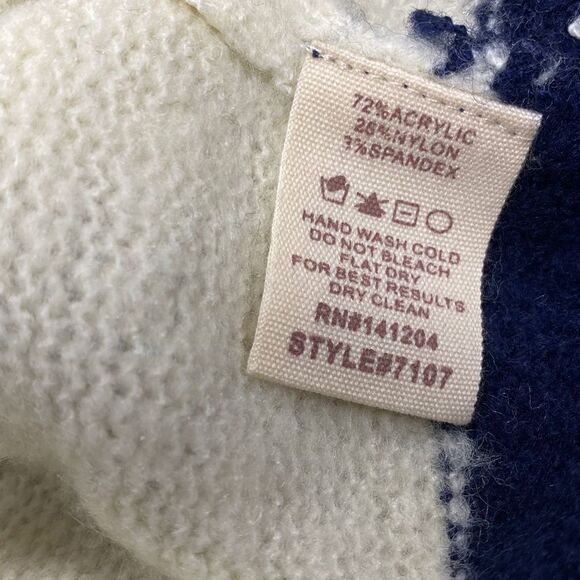 72%ACRYLIC
25%NYLON
3%SPANDEX
HAND WASH COLD
DO NOT BLEACH
FLAT DRY
FOR BEST RESULTS
DRY CLEAN
RN#141204
STYLE#7107